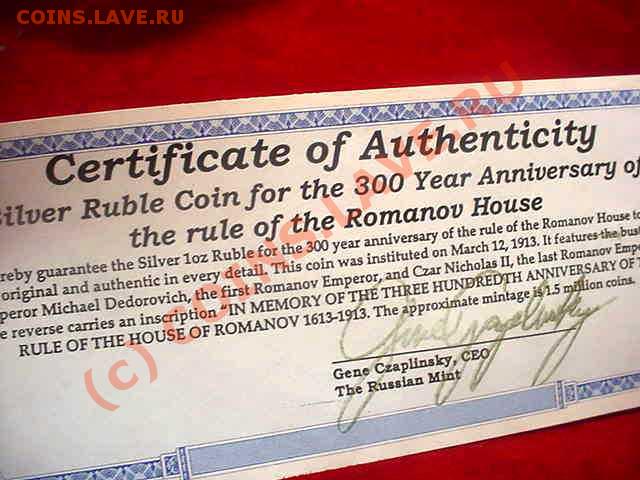 COINS.LAVE.RU
Certificate of Authenticity
Silver Ruble Coin for the 300 Year Anniversary of
the rule of the Romanov House
ereby guarantee the Silver 1oz Ruble for the 300 year anniversary of the rule of the Romanov House to
original and authentic in every detail. This coin was instituted on March 12, 1913. It features the bust
peror Michael Dedorovich, the first Romanov Emperor, and Czar Nicholas II, the last Romanov Empe
e reverse carries an inscription "IN MEMORY OF THE THREE HUNDREDTH ANNIVERSARY OF T
RULE OF THE HOUSE OF ROMANOV 1613-1913. The approximate mintage is 1.5 million coins.
Gene Czaplinsky, CEO
The Russian Mint
(c) COINS.LAVE.RU